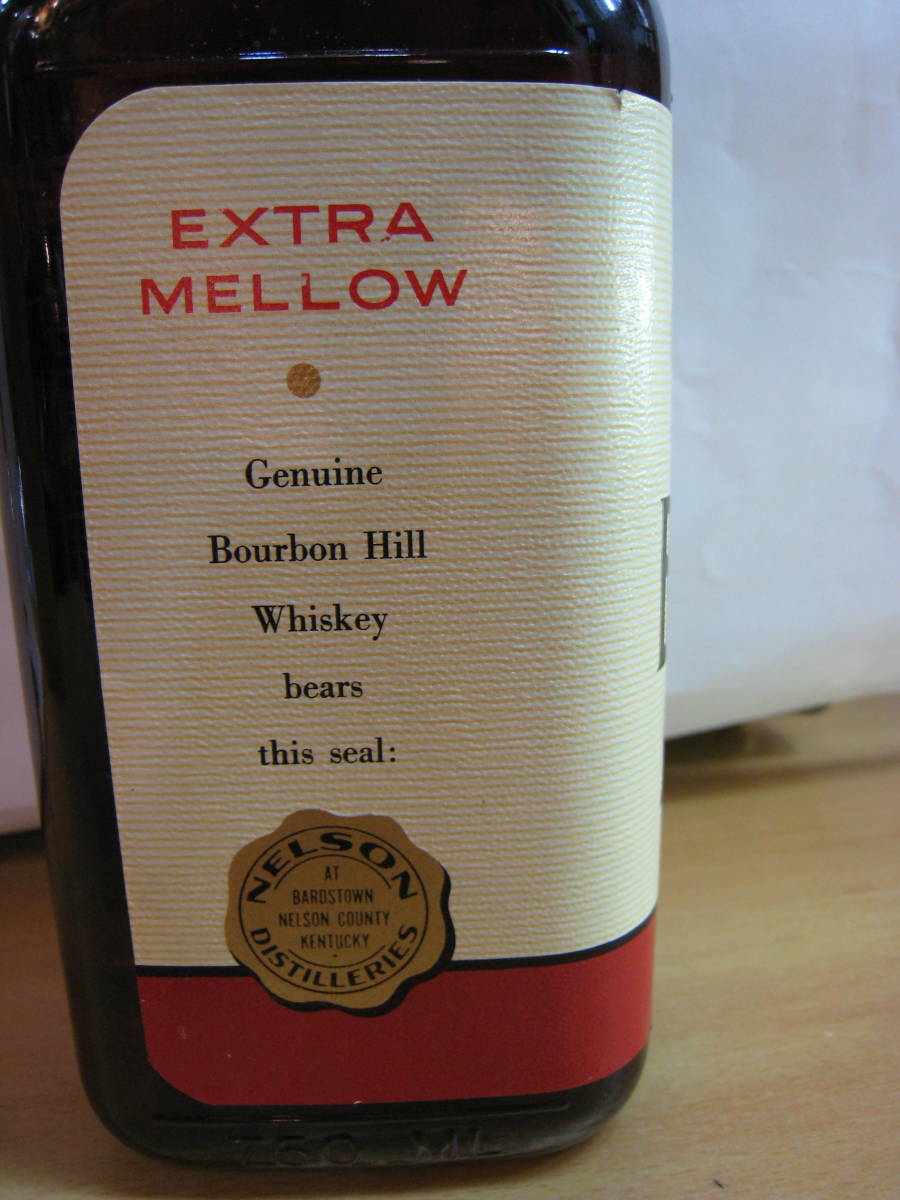 EXTRA
MELLOW
Genuine
Bourbon Hill
Whiskey
bears
this seal:
NELSON
AT
BARDSTOWN
NELSON COUNTY
KENTUCKY
DISTILLERIES
750 ML